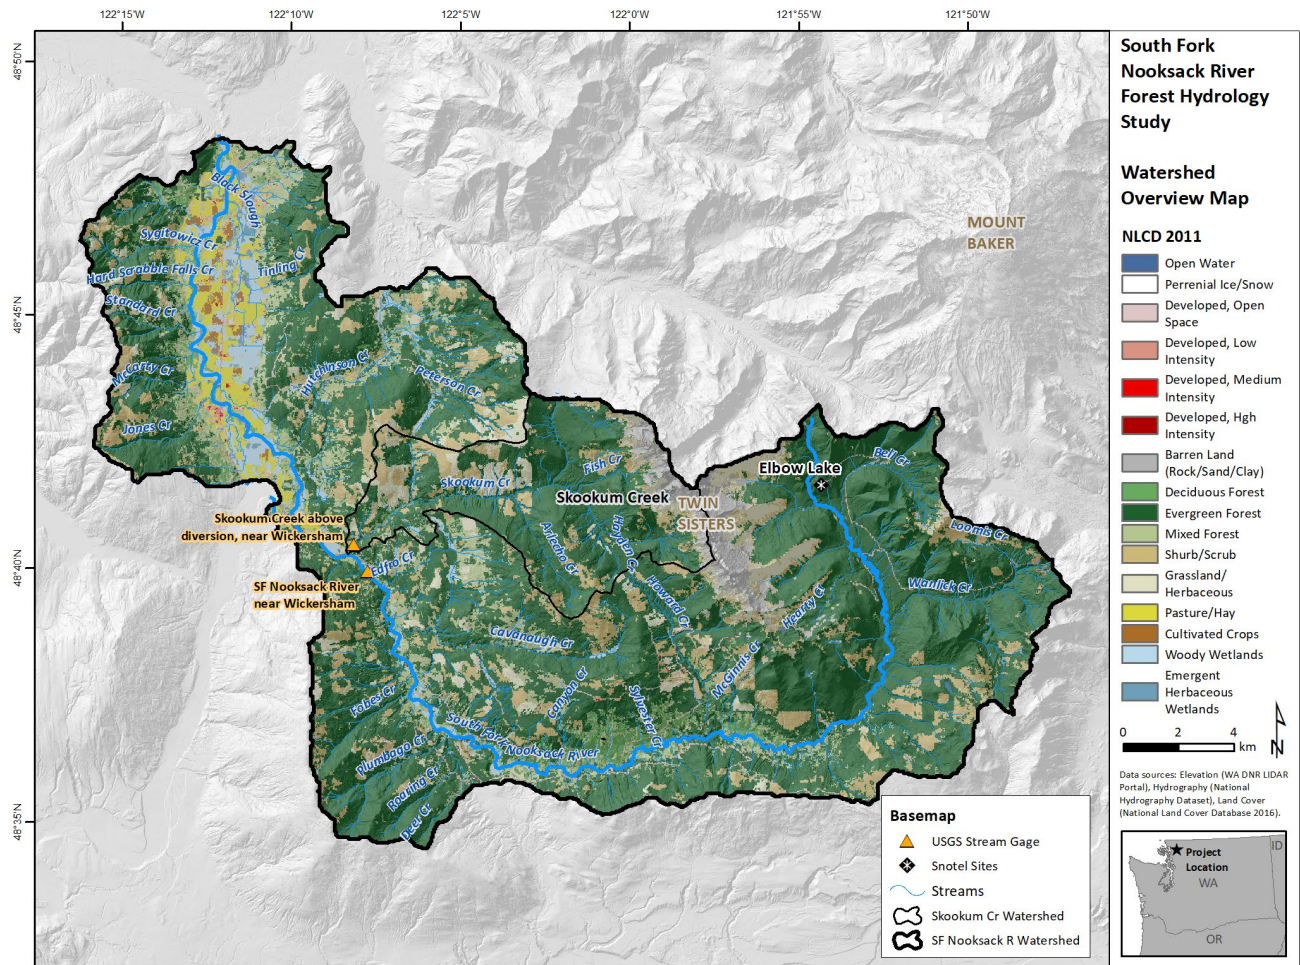 122°15'W
122°10'W
122°5'W
122°0'W
121°55'W
121°50'W
48°50'N
48°45'N
48°40'N
48°35'N
Black Slough
Sygitowicz Cr
Hard Scrabble Falls Cr
Tinling Cr
Standard Cr
McCarty Cr
Jones Cr
Hutchinson Cr
Peterson Cr
MOUNT
BAKER
Skookum Cr
Fish Cr
Skookum Creek
TWIN
SISTERS
Elbow Lake
Bell Cr
Loomis Cr
Wanlick Cr
Arlecho Cr
Hayden Cr
Howard Cr
Hearty Cr
McGinnis Cr
Skookum Creek above
diversion, near Wickersham
Edfro Cr
SF Nooksack River
near Wickersham
Cavanaugh Cr
Canyon Cr
Sylvester Cr
Fobes Cr
South Fork Nooksack River
Plumbago Cr
Roaring Cr
Deer Cr
Basemap
USGS Stream Gage
Snotel Sites
Streams
Skookum Cr Watershed
SF Nooksack R Watershed
South Fork
Nooksack River
Forest Hydrology
Study
Watershed
Overview Map
NLCD 2011
Open Water
Perrenial Ice/Snow
Developed, Open
Space
Developed, Low
Intensity
Developed, Medium
Intensity
Developed, Hgh
Intensity
Barren Land
(Rock/Sand/Clay)
Deciduous Forest
Evergreen Forest
Mixed Forest
Shurb/Scrub
Grassland/
Herbaceous
Pasture/Hay
Cultivated Crops
Woody Wetlands
Emergent
Herbaceous
Wetlands
0 2 4
km
N
Data sources: Elevation (WA DNR LIDAR
Portal), Hydrography (National
Hydrography Dataset), Land Cover
(National Land Cover Database 2016).
Project
Location
WA
ID
OR